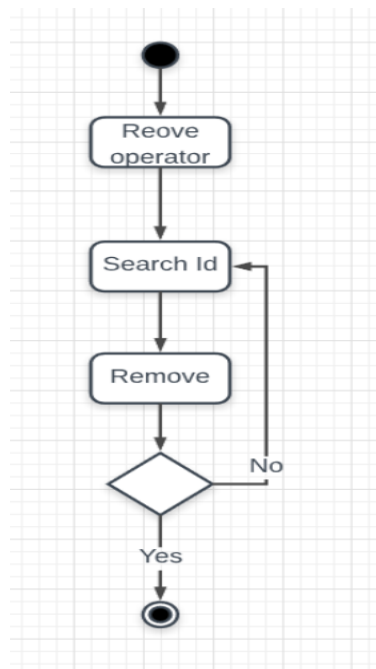 Reove
operator
Search Id
Remove
No
Yes